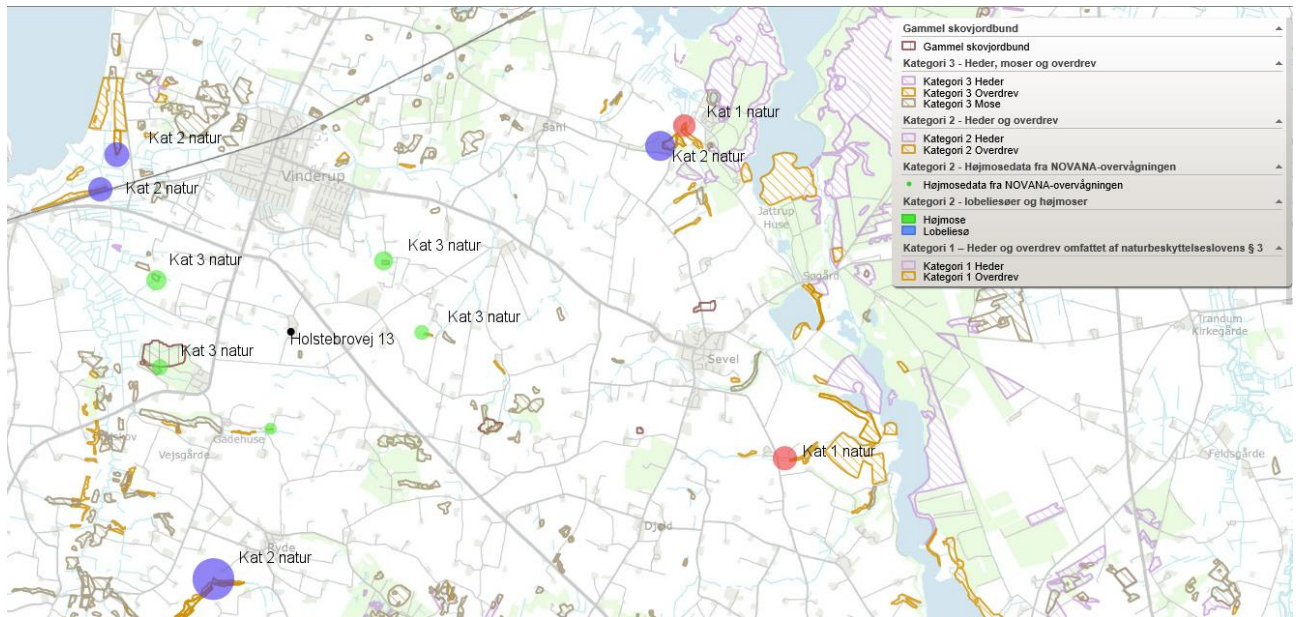 Gammel skovjordbund
Gammel skovjordbund
Kategori 3 - Heder, moser og overdrev
Kategori 3 Heder
Kategori 3 Overdrev
Kategori 3 Mose
Kategori 2 - Heder og overdrev
Kategori 2 Heder
Kategori 2 Overdrev
Kategori 2 - Højmosedata fra NOVANA-overvågningen
Højmosedata fra NOVANA-overvågningen
Kategori 2 - lobeliesøer og højmoser
Højmose
Lobeliesø
Kategori 1 – Heder og overdrev omfattet af naturbeskyttelseslovens § 3
Kategori 1 Heder
Kategori 1 Overdrev
Kat 1 natur
Sahl
Kat 2 natur
Kat 2 natur
Vinderup
Kat 2 natur
Jattrup
Huse
Kat 3 natur
Kat 3 natur
Søgård
Kat 3 natur
Trandum
Kirkegårde
Holstebrovej 13
Kat 3 natur
Sevel
Gadehuse
Vejsgårde
Kat 1 natur
Feldsgårde
Djeld
Ryde
Kat 2 natur